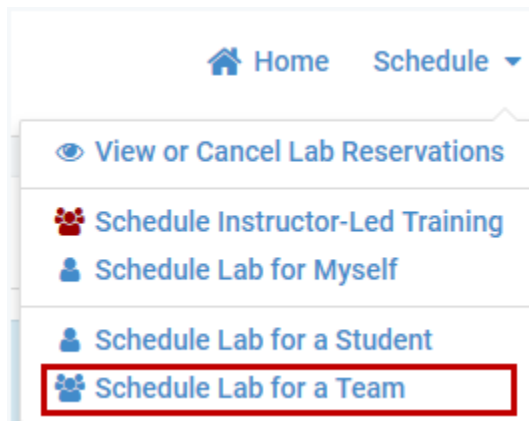 Home Schedule
View or Cancel Lab Reservations
Schedule Instructor-Led Training
Schedule Lab for Myself
Schedule Lab for a Student
Schedule Lab for a Team